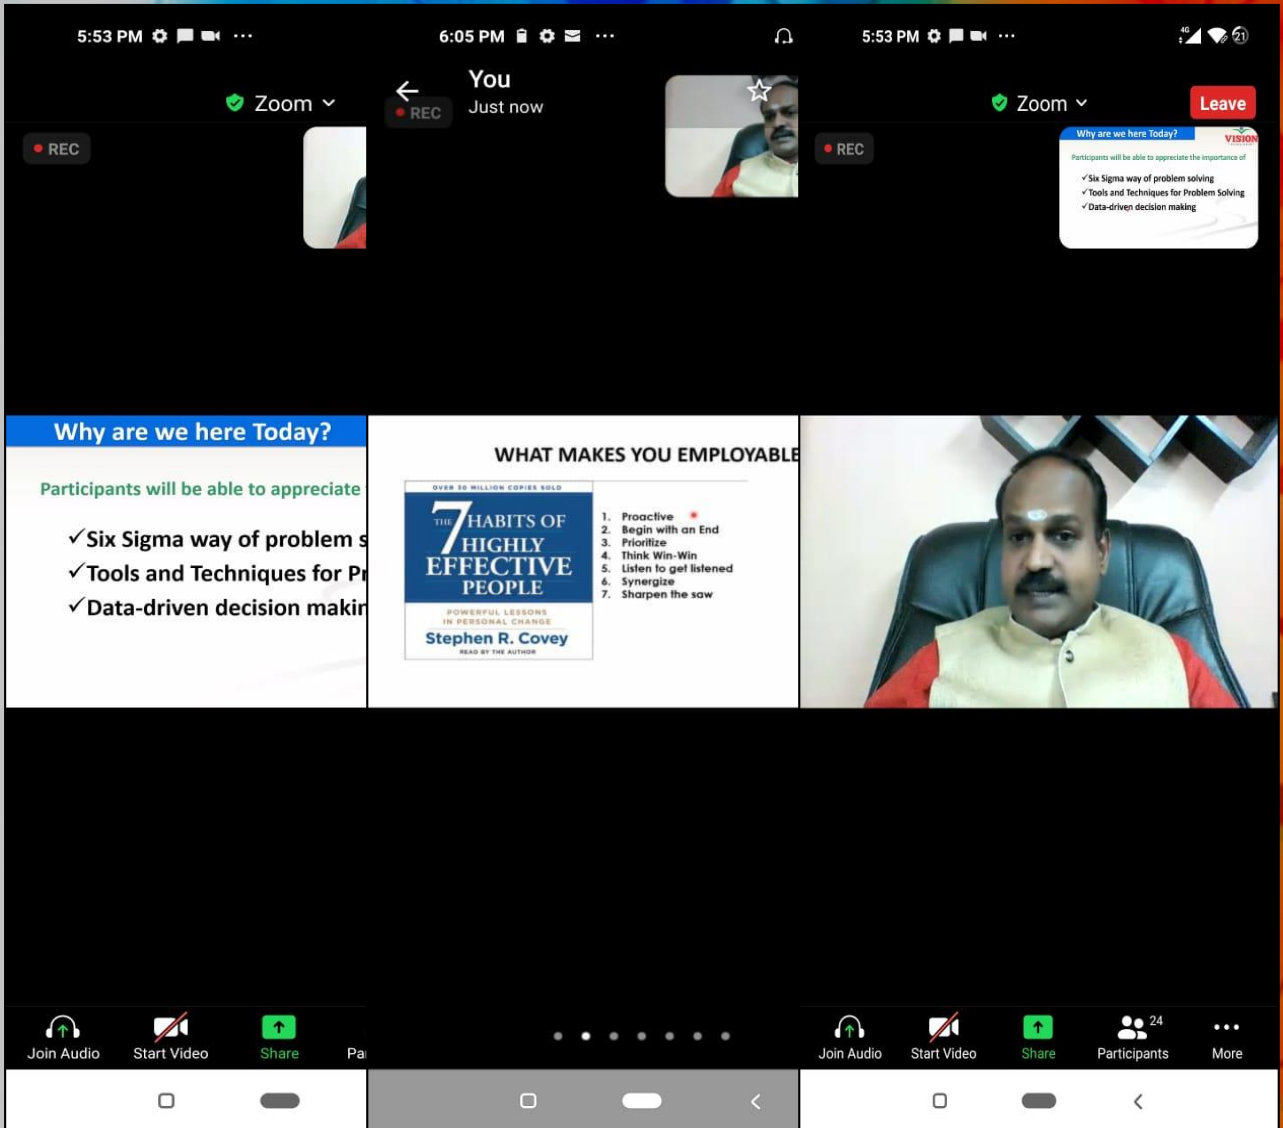 5:53 PM
Zoom
REC
Why are we here Today?
Participants will be able to appreciate
✓Six Sigma way of problem s
✓Tools and Techniques for Pr
✓Data-driven decision makin
Join Audio
Start Video
Share
Pa
6:05 PM
You
Just now
REC
WHAT MAKES YOU EMPLOYABLE
OVER 30 MILLION COPIES SOLD
THE 7 HABITS OF
HIGHLY
EFFECTIVE
PEOPLE
POWERFUL LESSONS
IN PERSONAL CHANGE
Stephen R. Covey
READ BY THE AUTHOR
1. Proactive
2. Begin with an End
3. Prioritize
4. Think Win-Win
5. Listen to get listened
6. Synergize
7. Sharpen the saw
5:53 PM
4G
21
Zoom
Leave
REC
Why are we here Today?
VISION
Participants will be able to appreciate the importance of
✓Six Sigma way of problem solving
✓Tools and Techniques for Problem Solving
✓Data-driven decision making
Join Audio
Start Video
Share
24
Participants
More